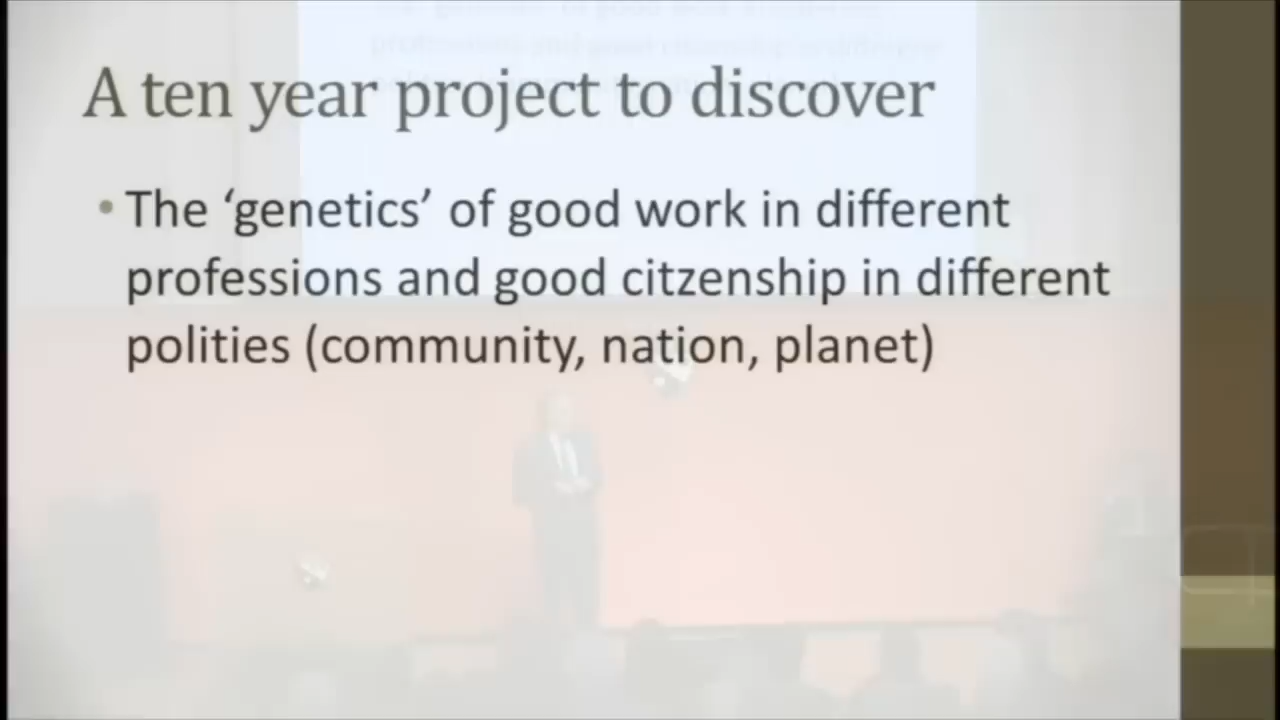 A ten year project to discover
• The ‘genetics’ of good work in different
professions and good citzenship in different
polities (community, nation, planet)